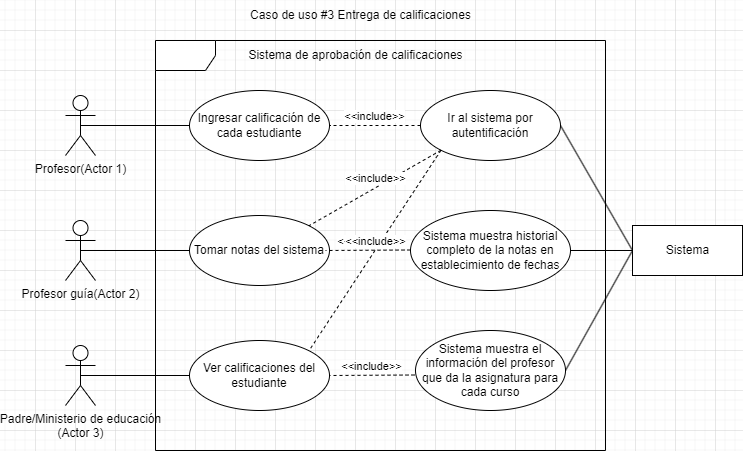 Caso de uso #3 Entrega de calificaciones
Sistema de aprobación de calificaciones
Ingresar calificación de
cada estudiante
<<include>>
Ir al sistema por
autentificación
Profesor(Actor 1)
<<include>>
Tomar notas del sistema
<<include>>
Sistema muestra historial
completo de la notas en
establecimiento de fechas
Sistema
Profesor guía(Actor 2)
Ver calificaciones del
estudiante
<<include>>
Sistema muestra el
información del profesor
que da la asignatura para
cada curso
Padre/Ministerio de educación
(Actor 3)